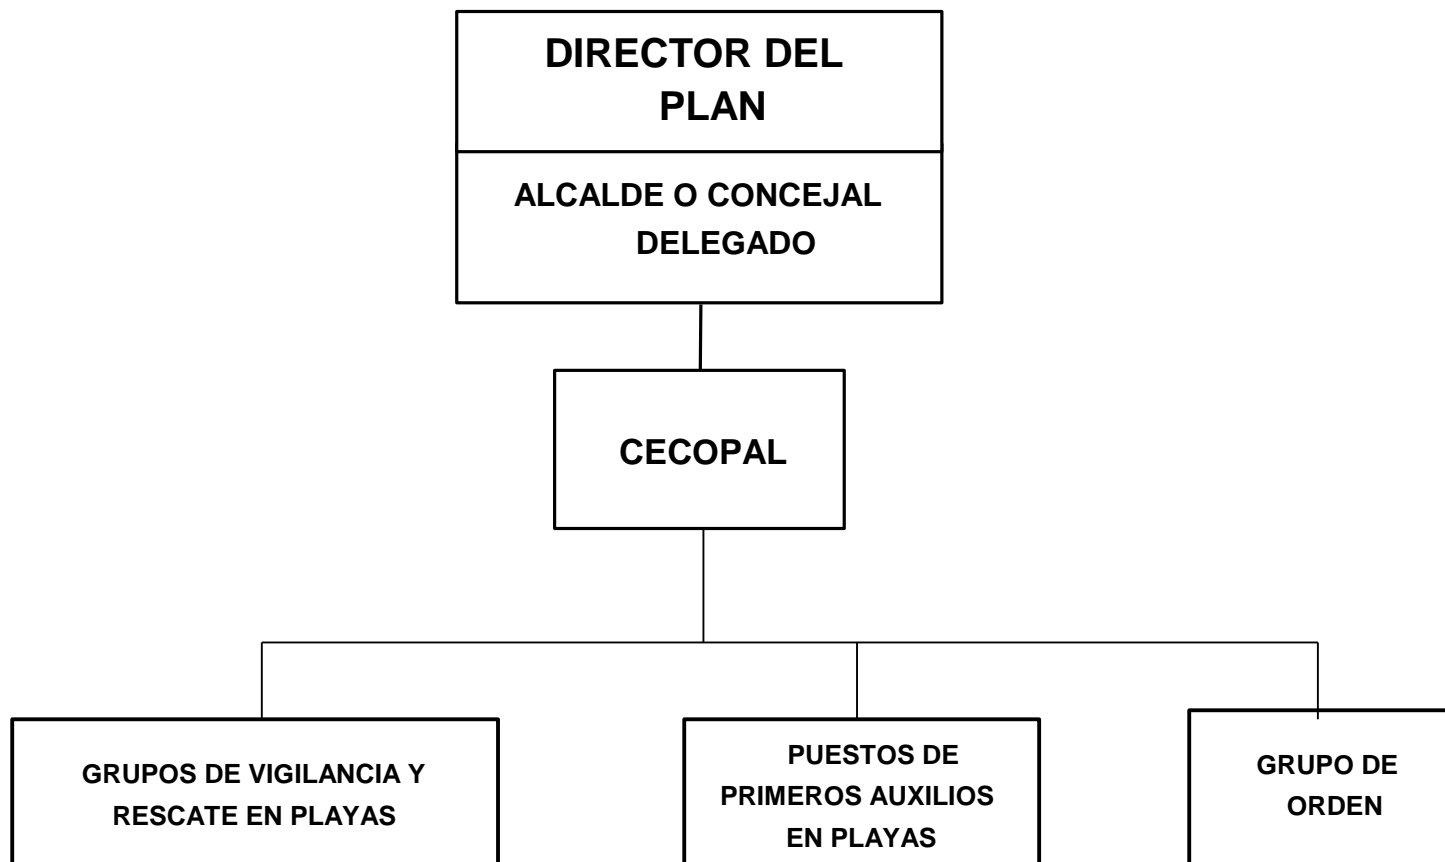 DIRECTOR DEL
PLAN
ALCALDE O CONCEJAL
DELEGADO
CECOPAL
GRUPOS DE VIGILANCIA Y
RESCATE EN PLAYAS
PUESTOS DE
PRIMEROS AUXILIOS
EN PLAYAS
GRUPO DE
ORDEN